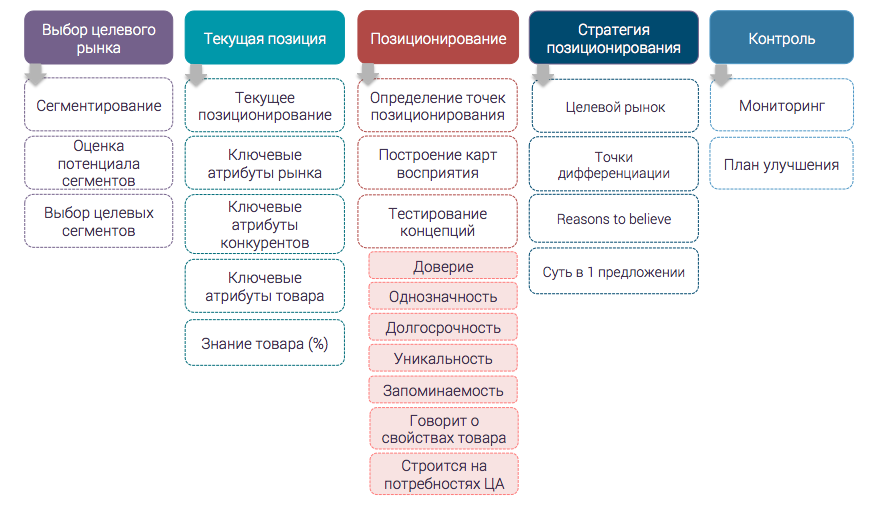 Выбор целевого
рынка
Сегментирование
Оценка
потенциала
сегментов
Выбор целевых
сегментов
Текущая позиция
Текущее
позиционирование
Ключевые
атрибуты рынка
Ключевые
атрибуты
конкурентов
Ключевые
атрибуты товара
Знание товара (%)
Позиционирование
Определение точек
позиционирования
Построение карт
восприятия
Тестирование
концепций
Доверие
Однозначность
Долгосрочность
Уникальность
Запоминаемость
Говорит о
свойствах товара
Строится на
потребностях ЦА
Стратегия
позиционирования
Целевой рынок
Точки
дифференциации
Reasons to believe
Суть в 1 предложении
Контроль
Мониторинг
План улучшения